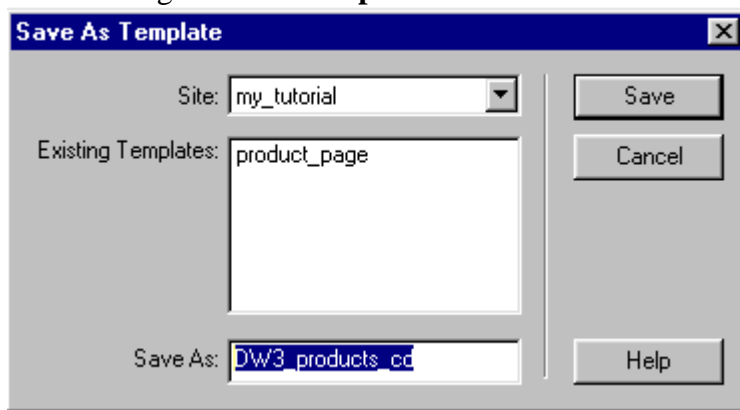 Save As Template
Site: my_tutorial
Save
Existing Templates: product_page
Cancel
Save As: DW3_products_cd
Help